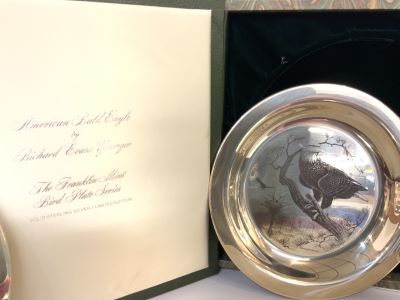 American Bald Eagle
by
Richard Evans Younger
The Franklin Mint
Bird Plate Series
SOLID STERLING SILVER · LIMITED EDITION